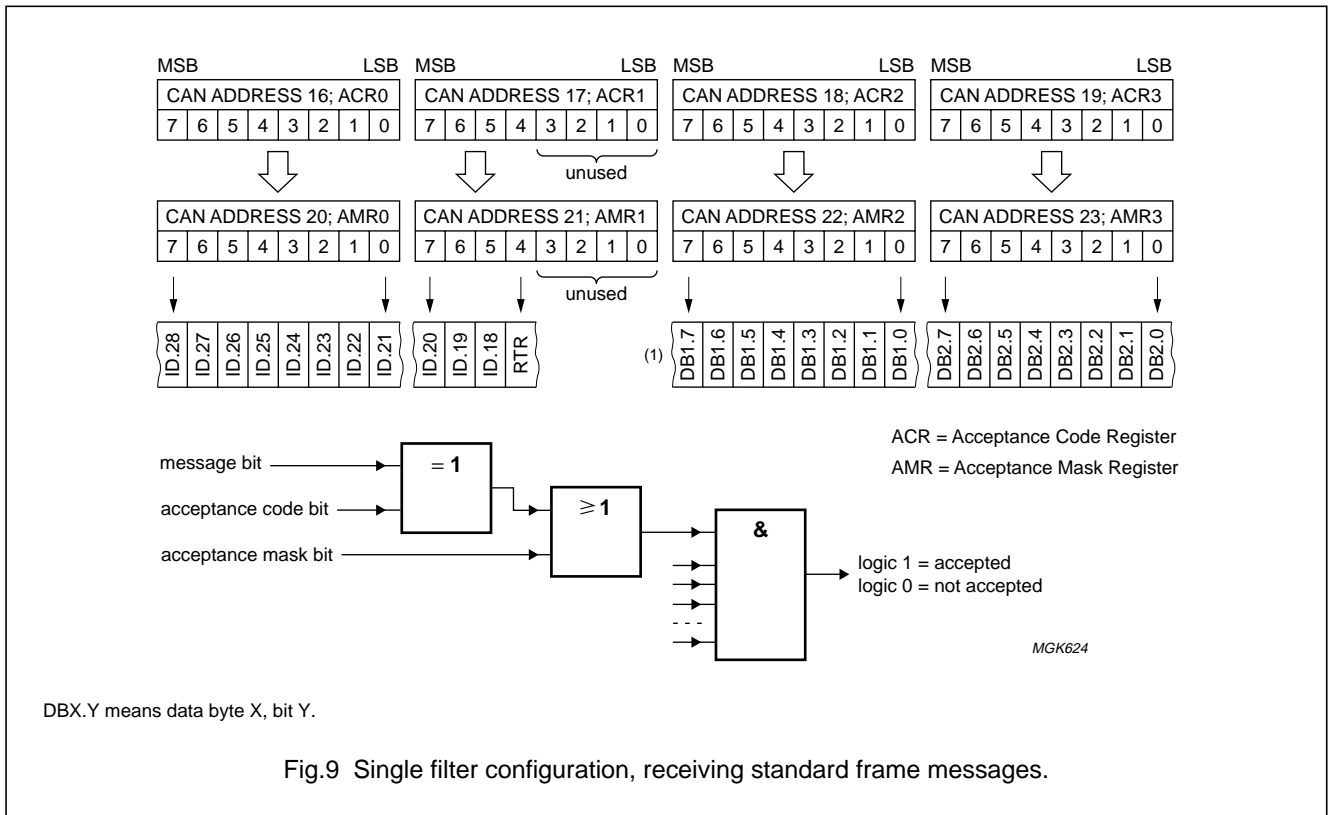 MSB LSB MSB LSB MSB LSB MSB LSB
CAN ADDRESS 16; ACR0 CAN ADDRESS 17; ACR1 CAN ADDRESS 18; ACR2 CAN ADDRESS 19; ACR3
7 6 5 4 3 2 1 0 7 6 5 4 3 2 1 0 7 6 5 4 3 2 1 0 7 6 5 4 3 2 1 0
unused
CAN ADDRESS 20; AMR0 CAN ADDRESS 21; AMR1 CAN ADDRESS 22; AMR2 CAN ADDRESS 23; AMR3
7 6 5 4 3 2 1 0 7 6 5 4 3 2 1 0 7 6 5 4 3 2 1 0 7 6 5 4 3 2 1 0
unused
ID.28 ID.27 ID.26 ID.25 ID.24 ID.23 ID.22 ID.21 ID.20 ID.19 ID.18 RTR (1) DB1.7 DB1.6 DB1.5 DB1.4 DB1.3 DB1.2 DB1.1 DB1.0 DB2.7 DB2.6 DB2.5 DB2.4 DB2.3 DB2.2 DB2.1 DB2.0
ACR = Acceptance Code Register
AMR = Acceptance Mask Register
message bit
= 1
acceptance code bit
≥ 1
acceptance mask bit
&
logic 1 = accepted
logic 0 = not accepted
MGK624
DBX.Y means data byte X, bit Y.
Fig.9 Single filter configuration, receiving standard frame messages.